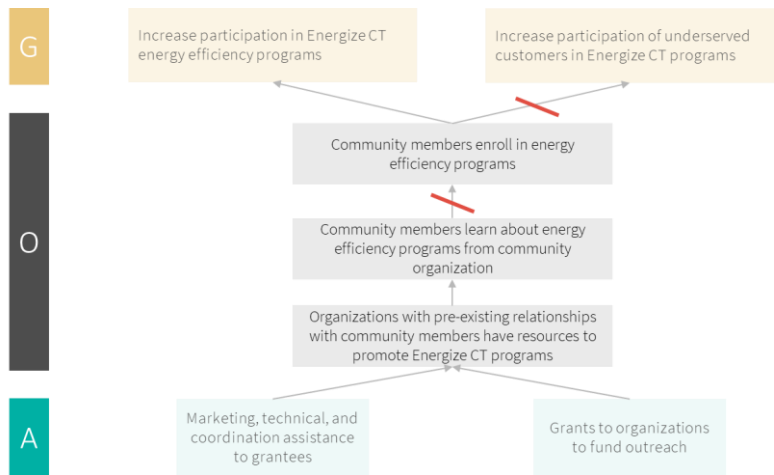 G
Increase participation in Energize CT
energy efficiency programs
Increase participation of underserved
customers in Energize CT programs
O
Community members enroll in energy
efficiency programs
Community members learn about energy
efficiency programs from community
organization
Organizations with pre-existing relationships
with community members have resources to
promote Energize CT programs
A
Marketing, technical, and
coordination assistance
to grantees
Grants to organizations
to fund outreach